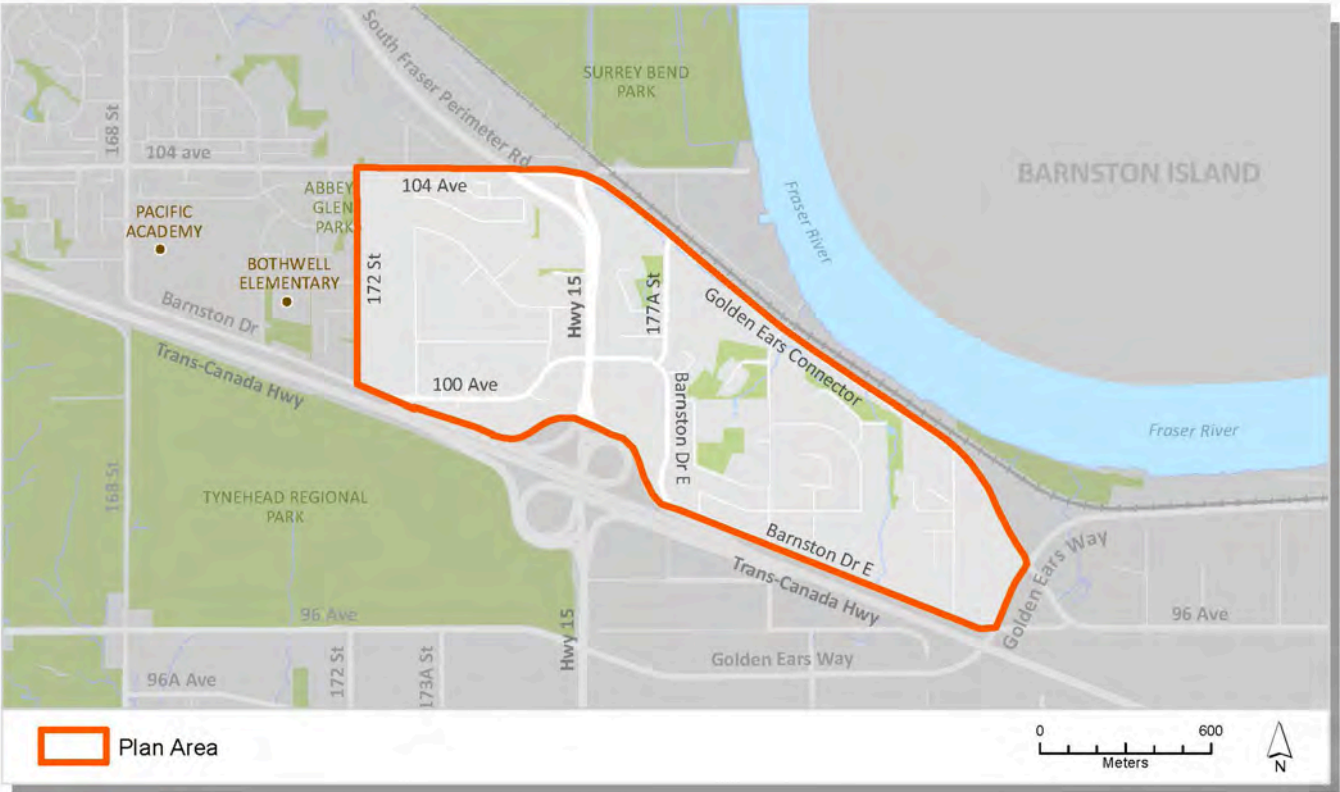 South Fraser Perimeter Rd
SURREY BEND
PARK
168 St
104 ave
BARNSTON ISLAND
ABBEY
GLEN
PARK
104 Ave
Fraser River
PACIFIC
ACADEMY
BOTHWELL
ELEMENTARY
172 St
Hwy 15
177A St
Golden Ears Connector
Barnston Dr
Trans-Canada Hwy
100 Ave
Barnston Dr E
Fraser River
168 St
TYNEHEAD REGIONAL
PARK
Barnston Dr E
Trans-Canada Hwy
Golden Ears Way
96 Ave
96 Ave
Hwy 15
172 St
173A St
Golden Ears Way
96A Ave
Plan Area
0 600
Meters
N